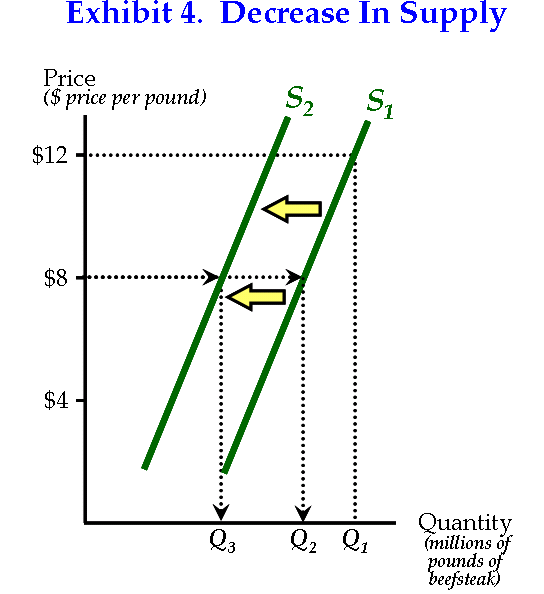 Exhibit 4. Decrease In Supply
Price
($ price per pound)
S2
S1
$12
$8
$4
Q3
Q2
Q1
Quantity
(millions of
pounds of
beefsteak)